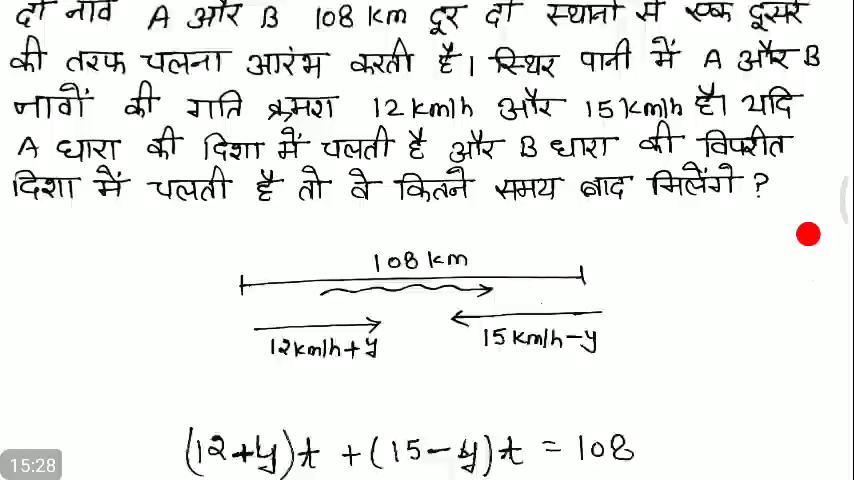 दो नाव A और B 108 km दूर दो स्थानों से एक दूसरे
की तरफ चलना आरंभ करती है। स्थिर पानी में A और B
नावों की गति क्रमश 12 km/h और 15 km/h है। यदि
A धारा की दिशा में चलती है और B धारा की विपरीत
दिशा में चलती है तो वे कितने समय बाद मिलेंगे ?
108 km
12 km/h + y
15 km/h - y
(12+y)t + (15-y)t = 108
15:28